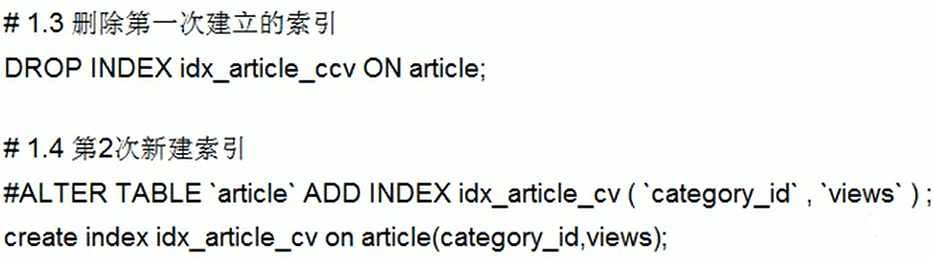 # 1.3 删除第一次建立的索引
DROP INDEX idx_article_ccv ON article;
# 1.4 第2次新建索引
#ALTER TABLE `article` ADD INDEX idx_article_cv ( `category_id` , `views` ) ;
create index idx_article_cv on article(category_id,views);